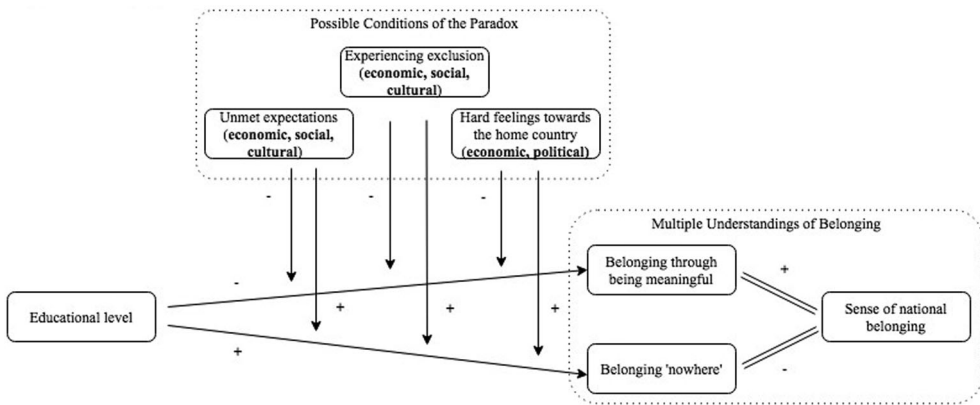 Possible Conditions of the Paradox
Experiencing exclusion
(economic, social,
cultural)
Unmet expectations
(economic, social,
cultural)
Hard feelings towards
the home country
(economic, political)
-
-
-
Multiple Understandings of Belonging
Belonging through
being meaningful
+
-
+
+
+
Educational level
Sense of national
belonging
+
Belonging 'nowhere'
-